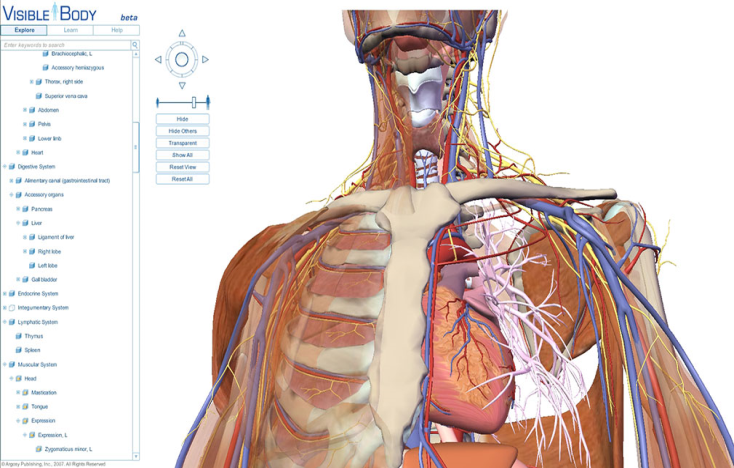 VISIBLE BODY
beta
Explore
Learn
Help
Enter keywords to search
Brachiocephalic, L
Accessory hemiazygous
Thorax, right side
Superior vena cava
Abdomen
Pelvis
Lower limb
Heart
Digestive System
Alimentary canal (gastrointestinal tract)
Accessory organs
Pancreas
Liver
Ligament of liver
Right lobe
Left lobe
Gall bladder
Endocrine System
Integumentary System
Lymphatic System
Thymus
Spleen
Muscular System
Head
Mastication
Tongue
Expression
Expression, L
Zygomaticus minor, L
© Argosy Publishing, Inc., 2007. All Rights Reserved
Hide
Hide Others
Transparent
Show All
Reset View
Reset All